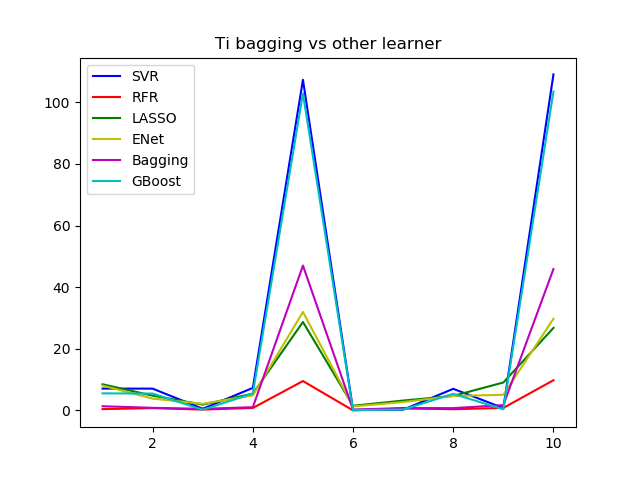 Ti bagging vs other learner
SVR
RFR
LASSO
ENet
Bagging
GBoost
100
80
60
40
20
0
2 4 6 8 10